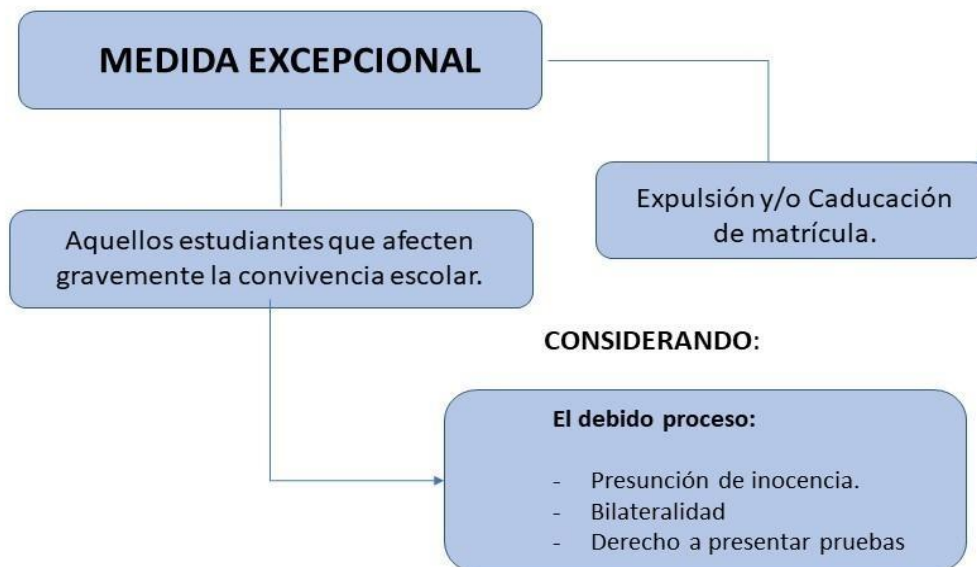 MEDIDA EXCEPCIONAL
Expulsión y/o Caducación
de matrícula.
Aquellos estudiantes que afecten
gravemente la convivencia escolar.
CONSIDERANDO:
El debido proceso:
- Presunción de inocencia.
- Bilateralidad
- Derecho a presentar pruebas